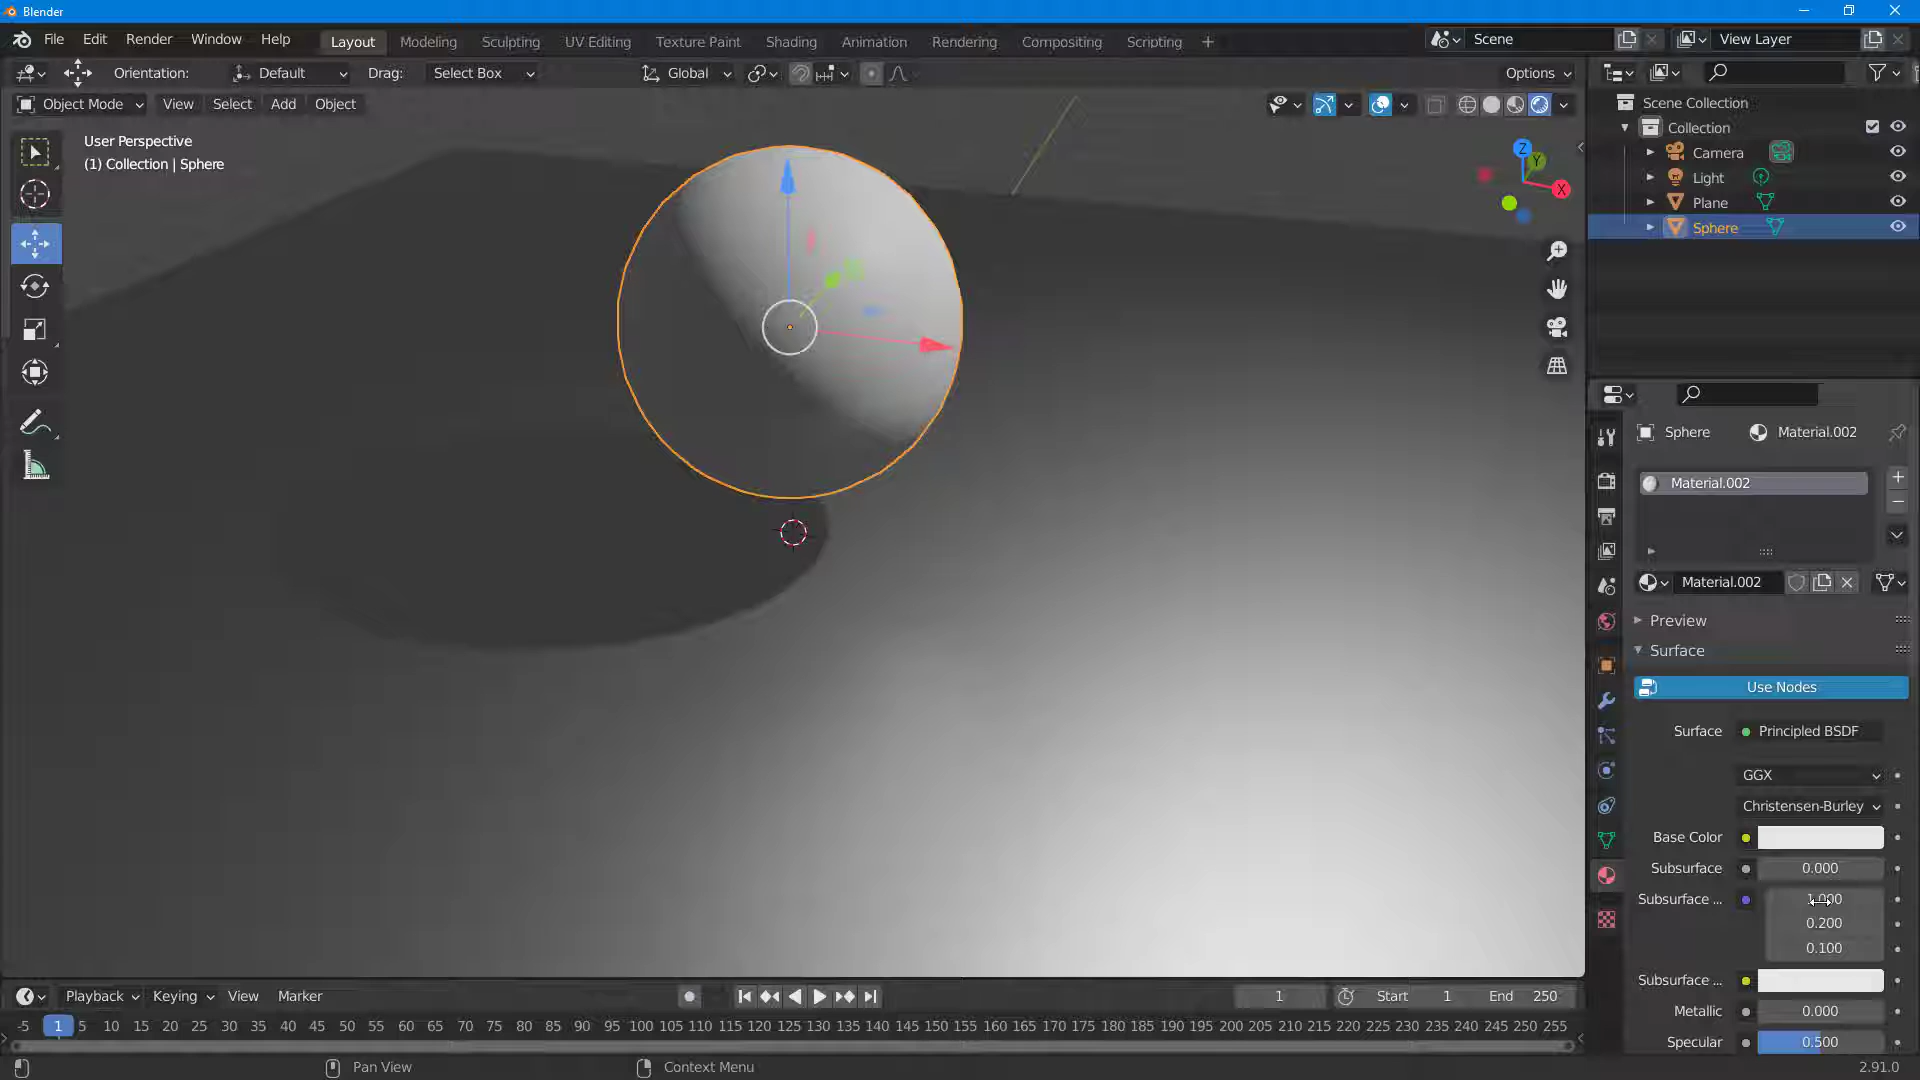 Blender
File Edit Render Window Help Layout Modeling Sculpting UV Editing Texture Paint Shading Animation Rendering Compositing Scripting + Scene View Layer
Orientation: Default Drag: Select Box Global Options
Object Mode View Select Add Object
User Perspective
(1) Collection | Sphere
Z
Y
X
Scene Collection
Collection
Camera
Light
Plane
Sphere
Sphere Material.002
Material.002
Material.002
Preview
Surface
Use Nodes
Surface Principled BSDF
GGX
Christensen-Burley
Base Color
Subsurface 0.000
Subsurface ... 1.000
0.200
0.100
Subsurface ...
Metallic 0.000
Specular 0.500
Playback Keying View Marker 1 Start 1 End 250
-5 1 5 10 15 20 25 30 35 40 45 50 55 60 65 70 75 80 85 90 95 100 105 110 115 120 125 130 135 140 145 150 155 160 165 170 175 180 185 190 195 200 205 210 215 220 225 230 235 240 245 250 255
Pan View Context Menu 2.91.0